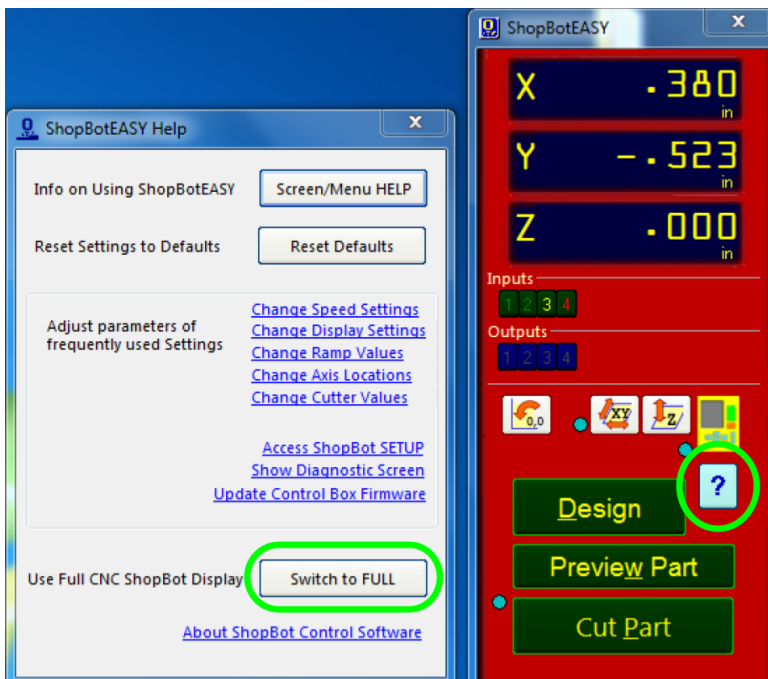 ShopBotEASY
X .380
in
Y -.523
in
Z .000
in
Inputs
1 2 3 4
Outputs
1 2 3 4
0,0 XY Z
?
Design
Preview Part
Cut Part
ShopBotEASY Help
Info on Using ShopBotEASY Screen/Menu HELP
Reset Settings to Defaults Reset Defaults
Adjust parameters of
frequently used Settings
Change Speed Settings
Change Display Settings
Change Ramp Values
Change Axis Locations
Change Cutter Values
Access ShopBot SETUP
Show Diagnostic Screen
Update Control Box Firmware
Use Full CNC ShopBot Display Switch to FULL
About ShopBot Control Software